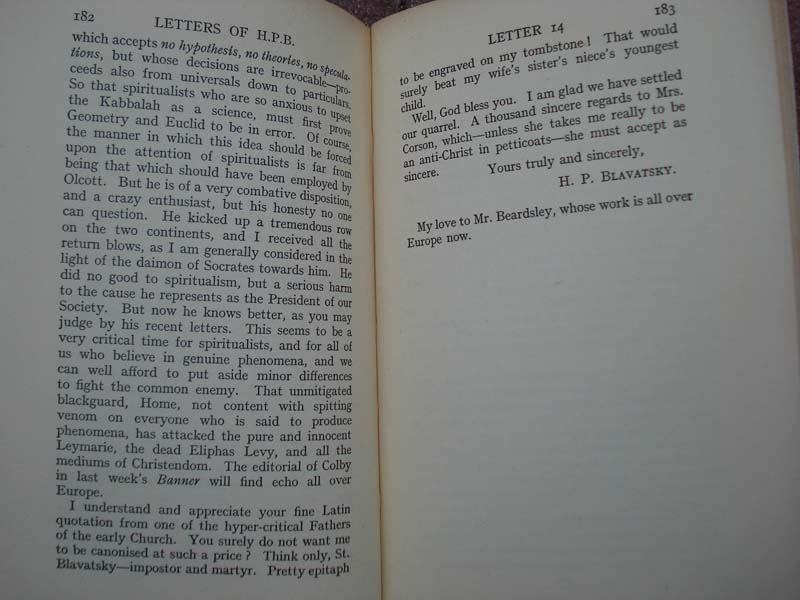 182 LETTERS OF H.P.B.
which accepts no hypothesis, no theories, no specula-
tions, but whose decisions are irrevocable—pro-
ceeds also from universals down to particulars.
So that spiritualists who are so anxious to upset
the Kabbalah as a science, must first prove
Geometry and Euclid to be in error. Of course,
the manner in which this idea should be forced
upon the attention of spiritualists is far from
being that which should have been employed by
Olcott. But he is of a very combative disposition,
and a crazy enthusiast, but his honesty no one
can question. He kicked up a tremendous row
on the two continents, and I received all the
return blows, as I am generally considered in the
light of the daimon of Socrates towards him. He
did no good to spiritualism, but a serious harm
to the cause he represents as the President of our
Society. But now he knows better, as you may
judge by his recent letters. This seems to be a
very critical time for spiritualists, and for all of
us who believe in genuine phenomena, and we
can well afford to put aside minor differences
to fight the common enemy. That unmitigated
blackguard, Home, not content with spitting
venom on everyone who is said to produce
phenomena, has attacked the pure and innocent
Leymarie, the dead Eliphas Levy, and all the
mediums of Christendom. The editorial of Colby
in last week's Banner will find echo all over
Europe.
I understand and appreciate your fine Latin
quotation from one of the hyper-critical Fathers
of the early Church. You surely do not want me
to be canonised at such a price ? Think only, St.
Blavatsky—impostor and martyr. Pretty epitaph
LETTER 14 183
to be engraved on my tombstone ! That would
surely beat my wife's sister's niece's youngest
child.
Well, God bless you. I am glad we have settled
our quarrel. A thousand sincere regards to Mrs.
Corson, which—unless she takes me really to be
an anti-Christ in petticoats—she must accept as
sincere. Yours truly and sincerely,
H. P. BLAVATSKY.
My love to Mr. Beardsley, whose work is all over
Europe now.